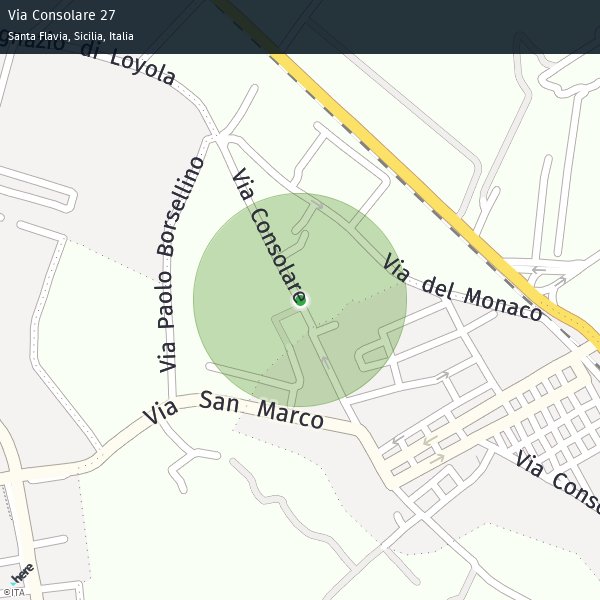 Via Consolare 27
Santa Flavia, Sicilia, Italia
di Loyola
Via Paolo Borsellino
Via Consolare
Via del Monaco
Via San Marco
Via
here
©ITA